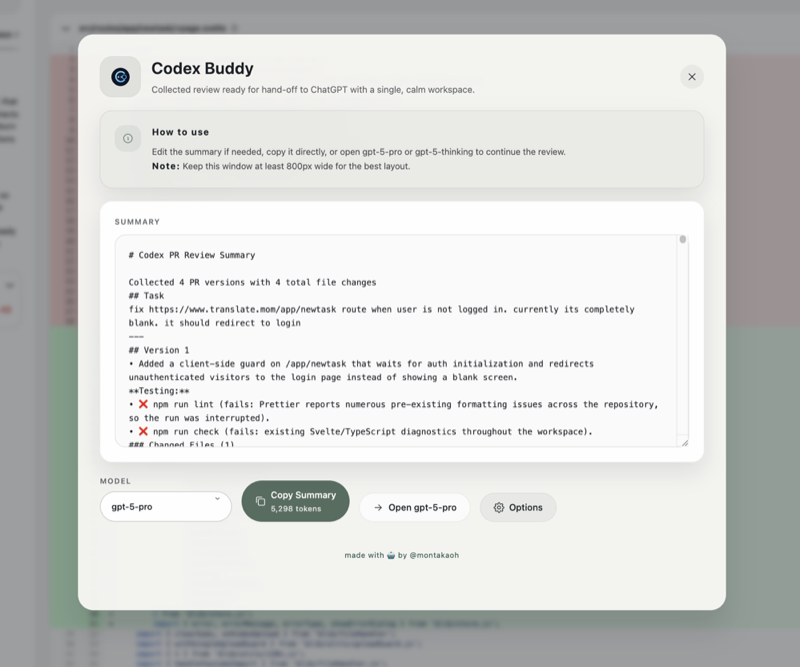 Codex Buddy
Collected review ready for hand-off to ChatGPT with a single, calm workspace.
How to use
Edit the summary if needed, copy it directly, or open gpt-5-pro or gpt-5-thinking to continue the review.
Note: Keep this window at least 800px wide for the best layout.
SUMMARY
# Codex PR Review Summary
Collected 4 PR versions with 4 total file changes
## Task
fix https://www.translate.mom/app/newtask route when user is not logged in. currently its completely
blank. it should redirect to login
---
## Version 1
• Added a client-side guard on /app/newtask that waits for auth initialization and redirects
unauthenticated visitors to the login page instead of showing a blank screen.
**Testing:**
• ❌ npm run lint (fails: Prettier reports numerous pre-existing formatting issues across the repository,
so the run was interrupted).
• ❌ npm run check (fails: existing Svelte/TypeScript diagnostics throughout the workspace).
### Changed Files (1)
MODEL
gpt-5-pro
Copy Summary
5,298 tokens
→ Open gpt-5-pro
Options
made with 🍵 by @montakaoh